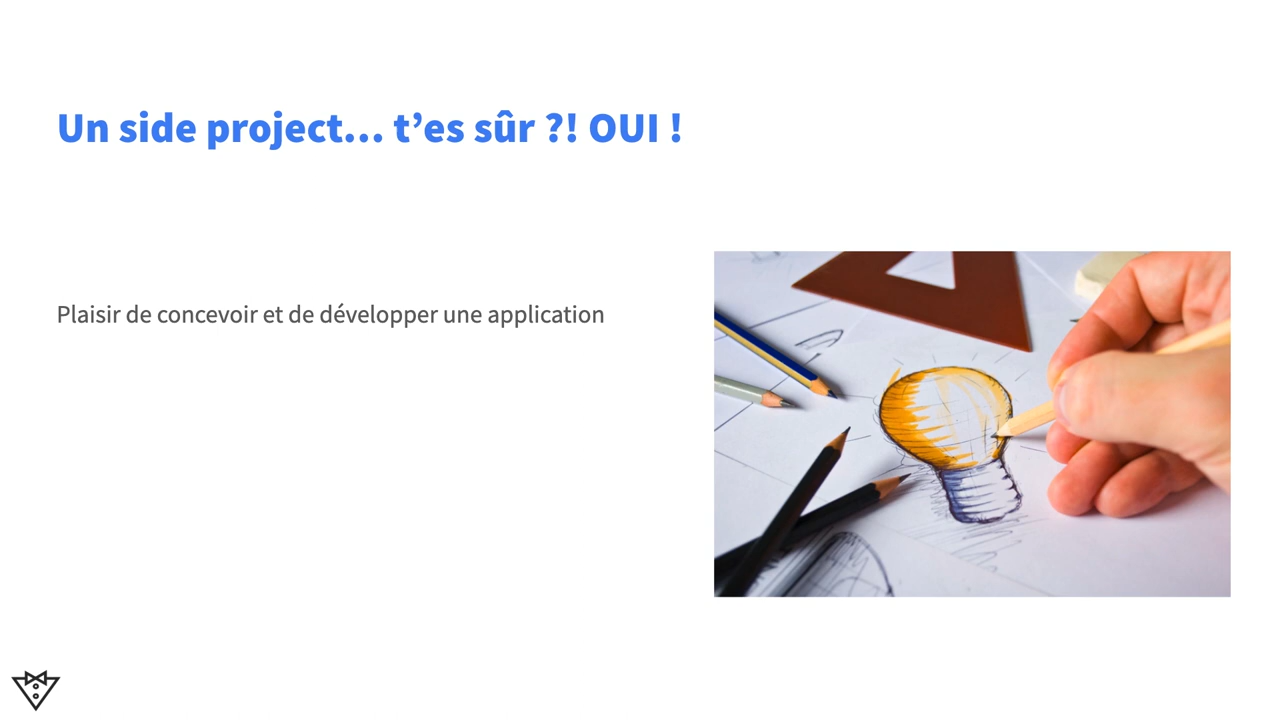 Un side project… t’es sûr ?! OUI !
Plaisir de concevoir et de développer une application